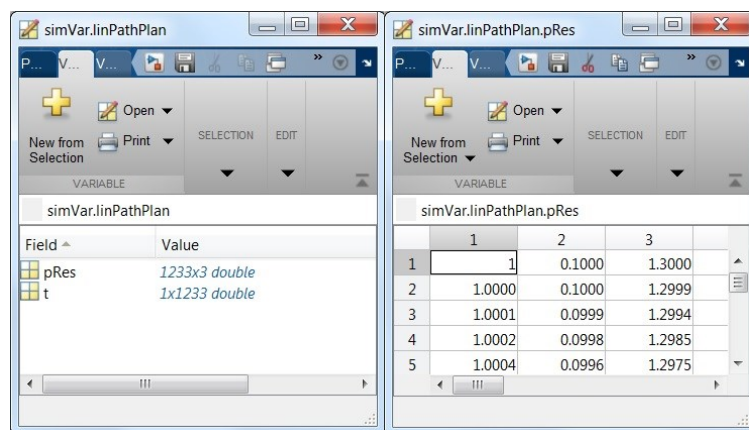 simVar.linPathPlan
P... V... V...
Open
New from Selection
Print
SELECTION
EDIT
VARIABLE
simVar.linPathPlan
Field Value
pRes 1233x3 double
t 1x1233 double
simVar.linPathPlan.pRes
P... V... V...
Open
New from Selection
Print
SELECTION
EDIT
VARIABLE
simVar.linPathPlan.pRes
1 2 3
1 1 0.1000 1.3000
2 1.0000 0.1000 1.2999
3 1.0001 0.0999 1.2994
4 1.0002 0.0998 1.2985
5 1.0004 0.0996 1.2975